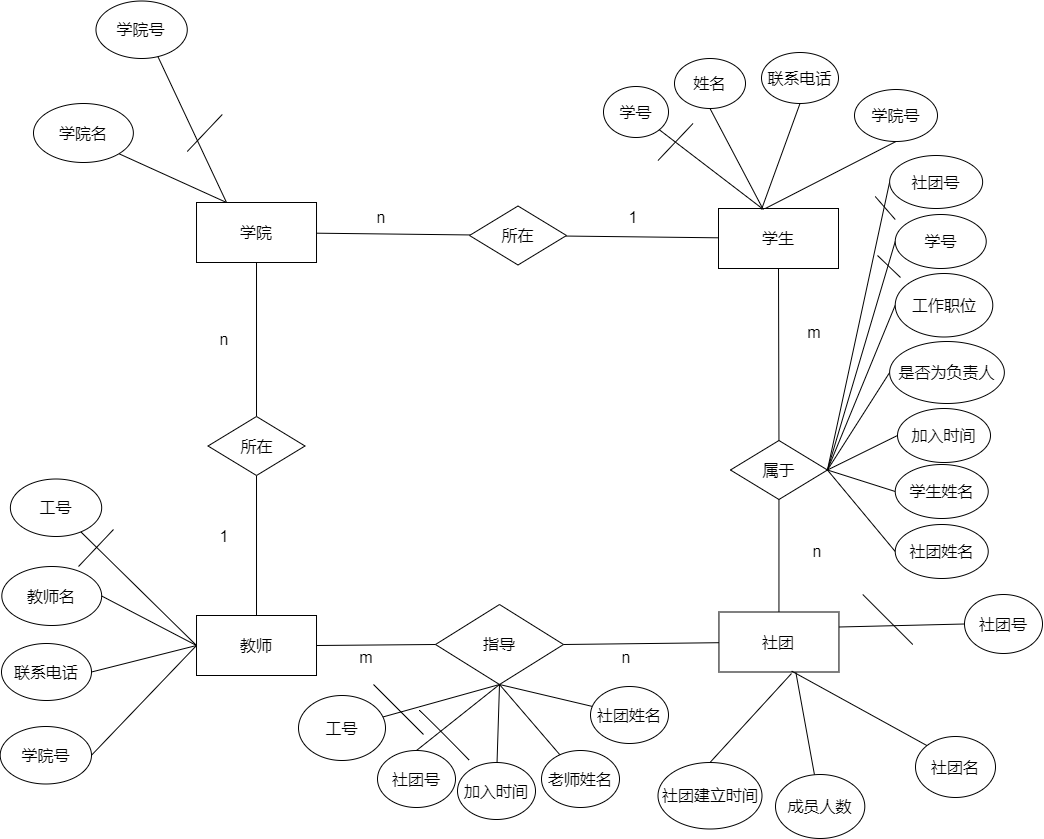 学院号
学院名
学院
n
所在
1
学生
学号
姓名
联系电话
学院号
社团号
学号
工作职位
是否为负责人
加入时间
学生姓名
社团姓名
m
属于
n
n
所在
1
工号
教师名
联系电话
学院号
教师
m
指导
n
社团
社团号
工号
社团号
加入时间
老师姓名
社团姓名
社团建立时间
成员人数
社团名